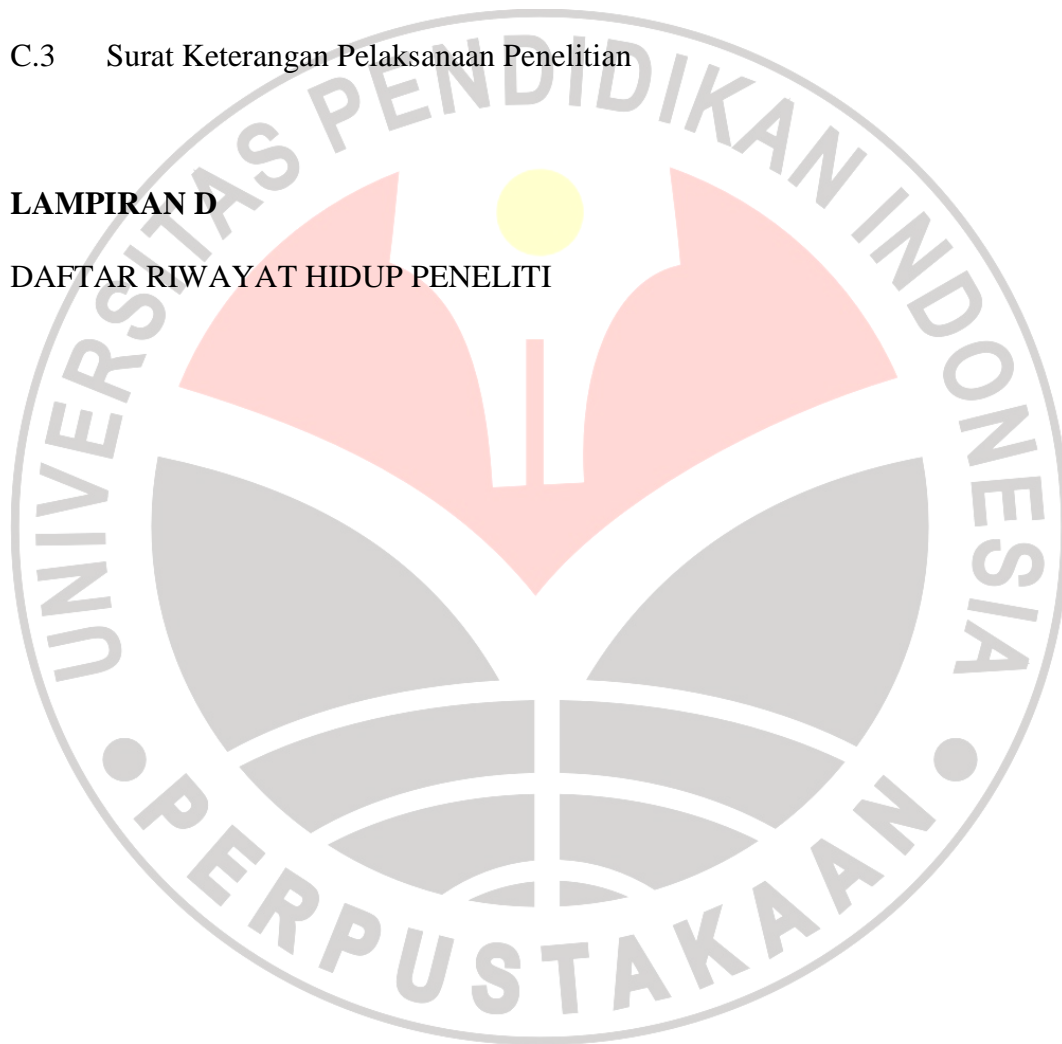 C.3 Surat Keterangan Pelaksanaan Penelitian
LAMPIRAN D
DAFTAR RIWAYAT HIDUP PENELITI
UNIVERSITAS PENDIDIKAN INDONESIA
PERPUSTAKAAN